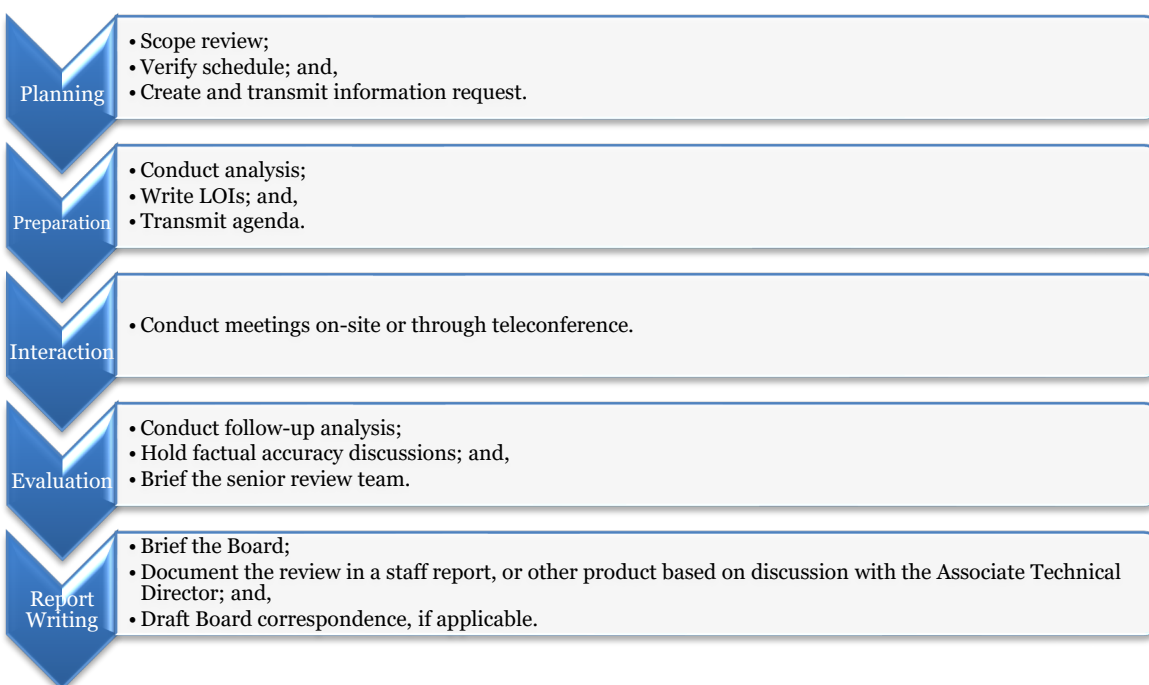 Planning
• Scope review;
• Verify schedule; and,
• Create and transmit information request.
Preparation
• Conduct analysis;
• Write LOIs; and,
• Transmit agenda.
Interaction
• Conduct meetings on-site or through teleconference.
Evaluation
• Conduct follow-up analysis;
• Hold factual accuracy discussions; and,
• Brief the senior review team.
Report
Writing
• Brief the Board;
• Document the review in a staff report, or other product based on discussion with the Associate Technical
Director; and,
• Draft Board correspondence, if applicable.